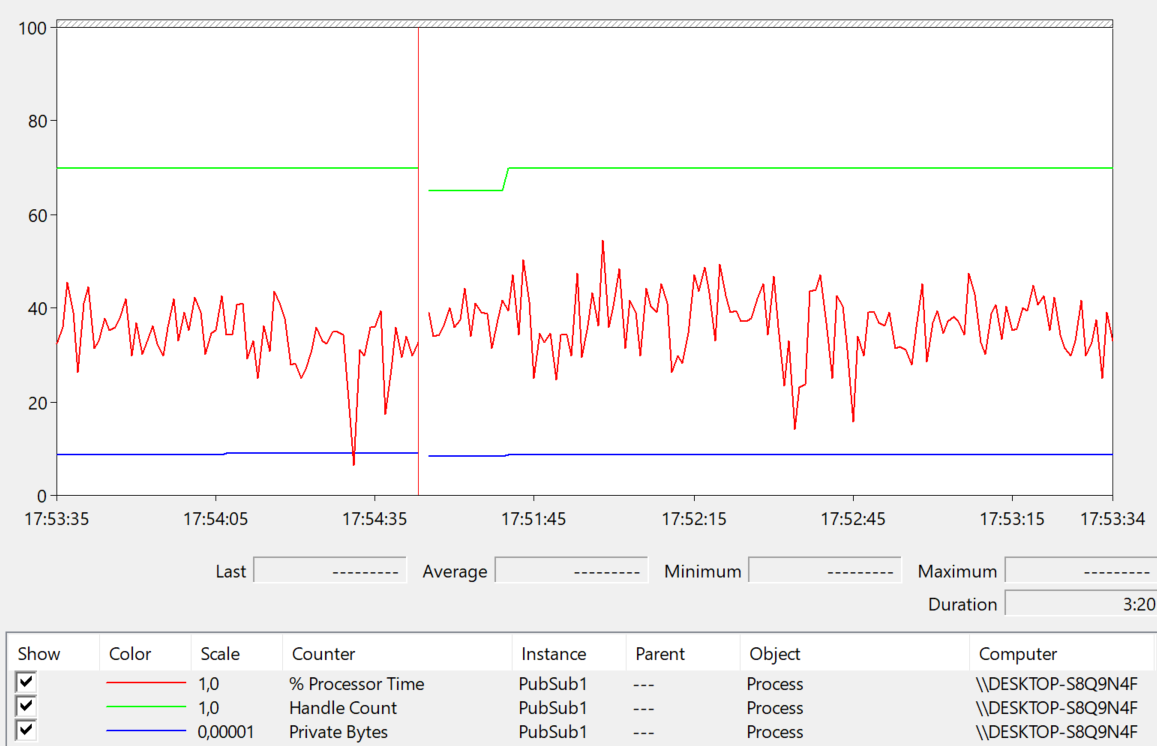 100
80
60
40
20
0
17:53:35 17:54:05 17:54:35 17:51:45 17:52:15 17:52:45 17:53:15 17:53:34
Last --------- Average --------- Minimum --------- Maximum ---------
Duration 3:20
Show Color Scale Counter Instance Parent Object Computer
1,0 % Processor Time PubSub1 --- Process \\DESKTOP-S8Q9N4F
1,0 Handle Count PubSub1 --- Process \\DESKTOP-S8Q9N4F
0,00001 Private Bytes PubSub1 --- Process \\DESKTOP-S8Q9N4F